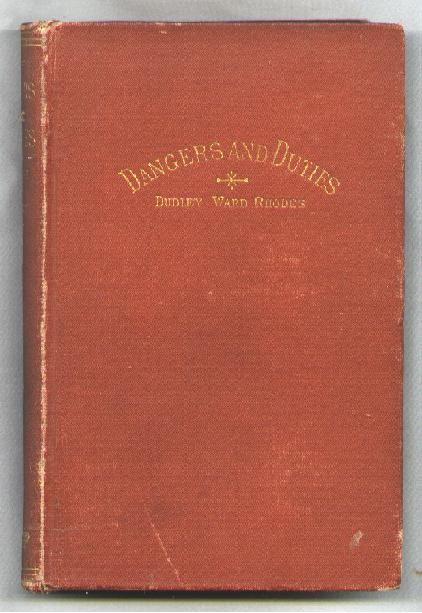 DANGERS AND DUTIES
DUDLEY WARD RHODES